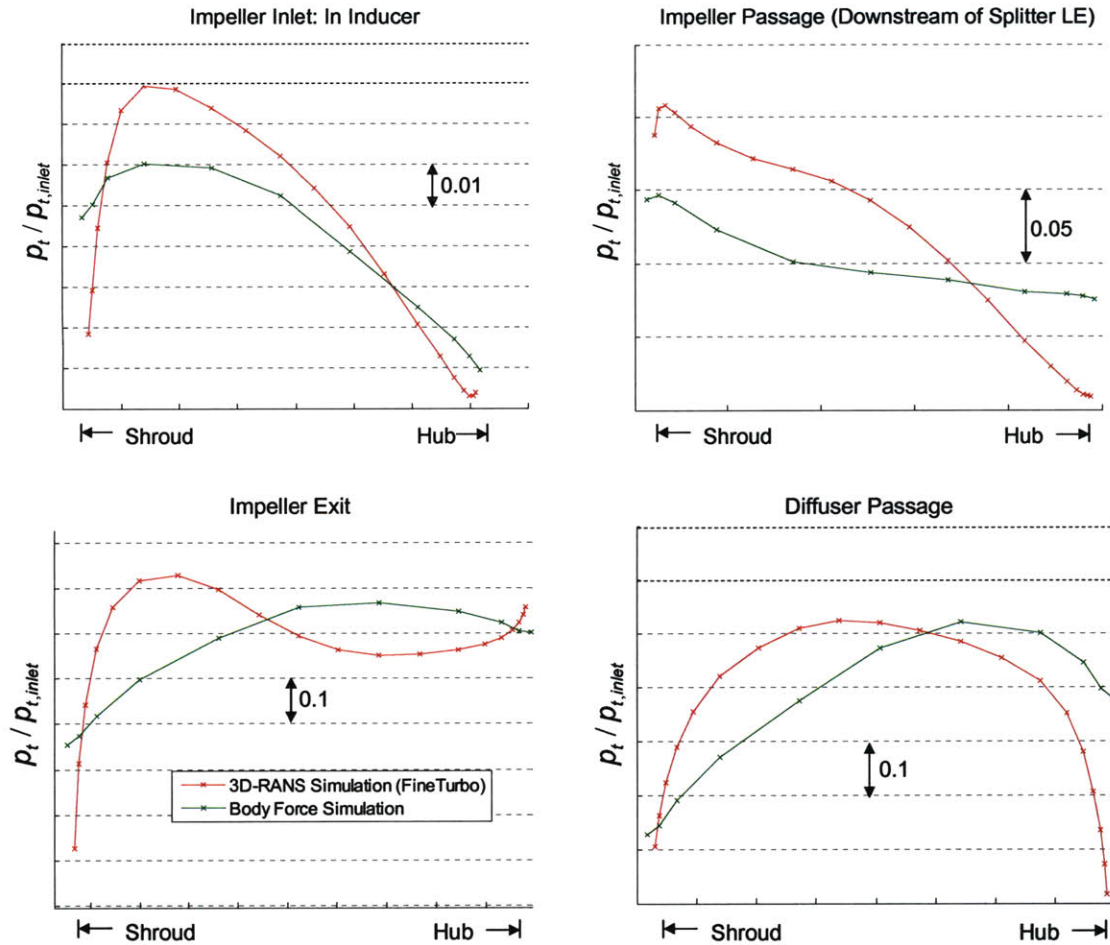 Impeller Inlet: In Inducer
p_t / p_t,inlet
0.01
Shroud
Hub
Impeller Passage (Downstream of Splitter LE)
p_t / p_t,inlet
0.05
Shroud
Hub
Impeller Exit
p_t / p_t,inlet
0.1
3D-RANS Simulation (FineTurbo)
Body Force Simulation
Shroud
Hub
Diffuser Passage
p_t / p_t,inlet
0.1
Shroud
Hub